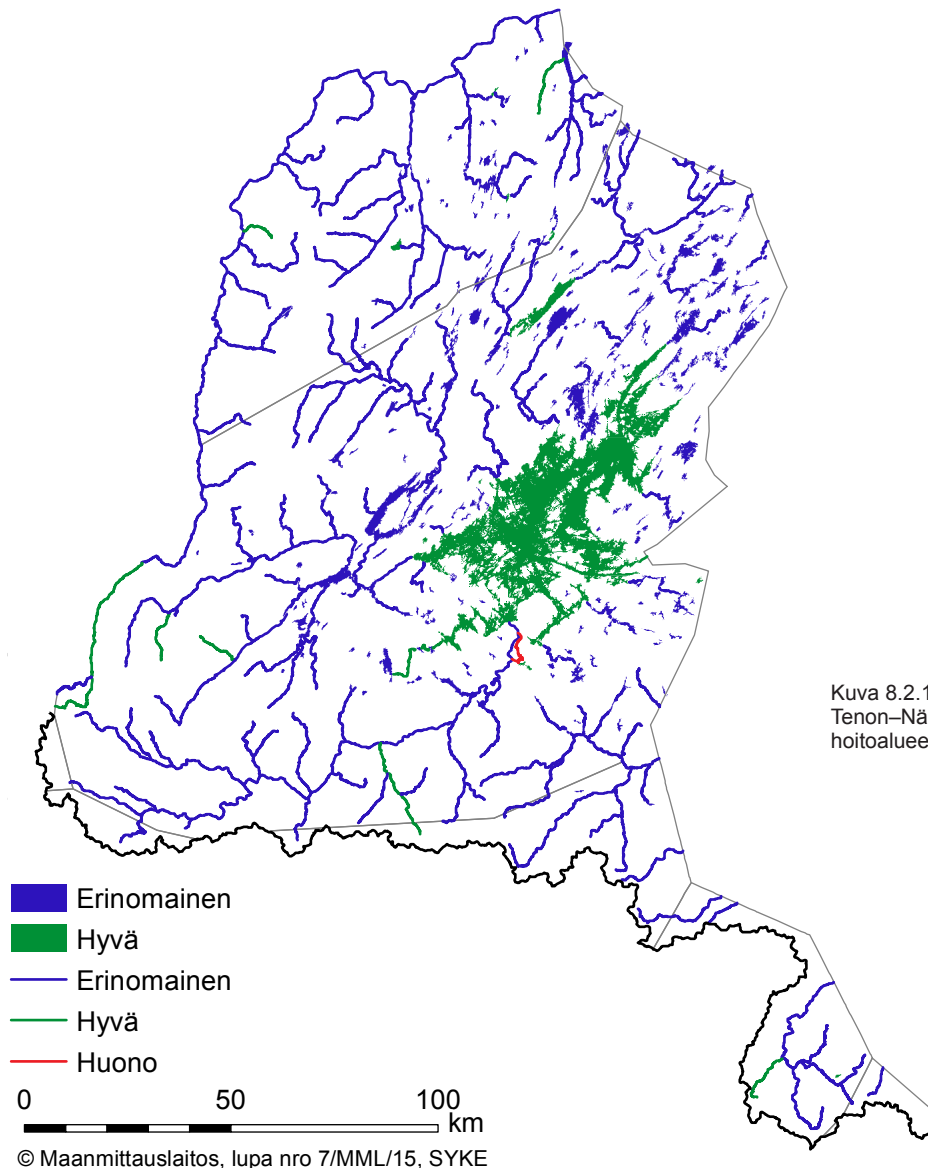 Kuva 8.2.1
Tenon–Nä
hoitoaluee
Erinomainen
Hyvä
Erinomainen
Hyvä
Huono
0 50 100
km
© Maanmittauslaitos, lupa nro 7/MML/15, SYKE